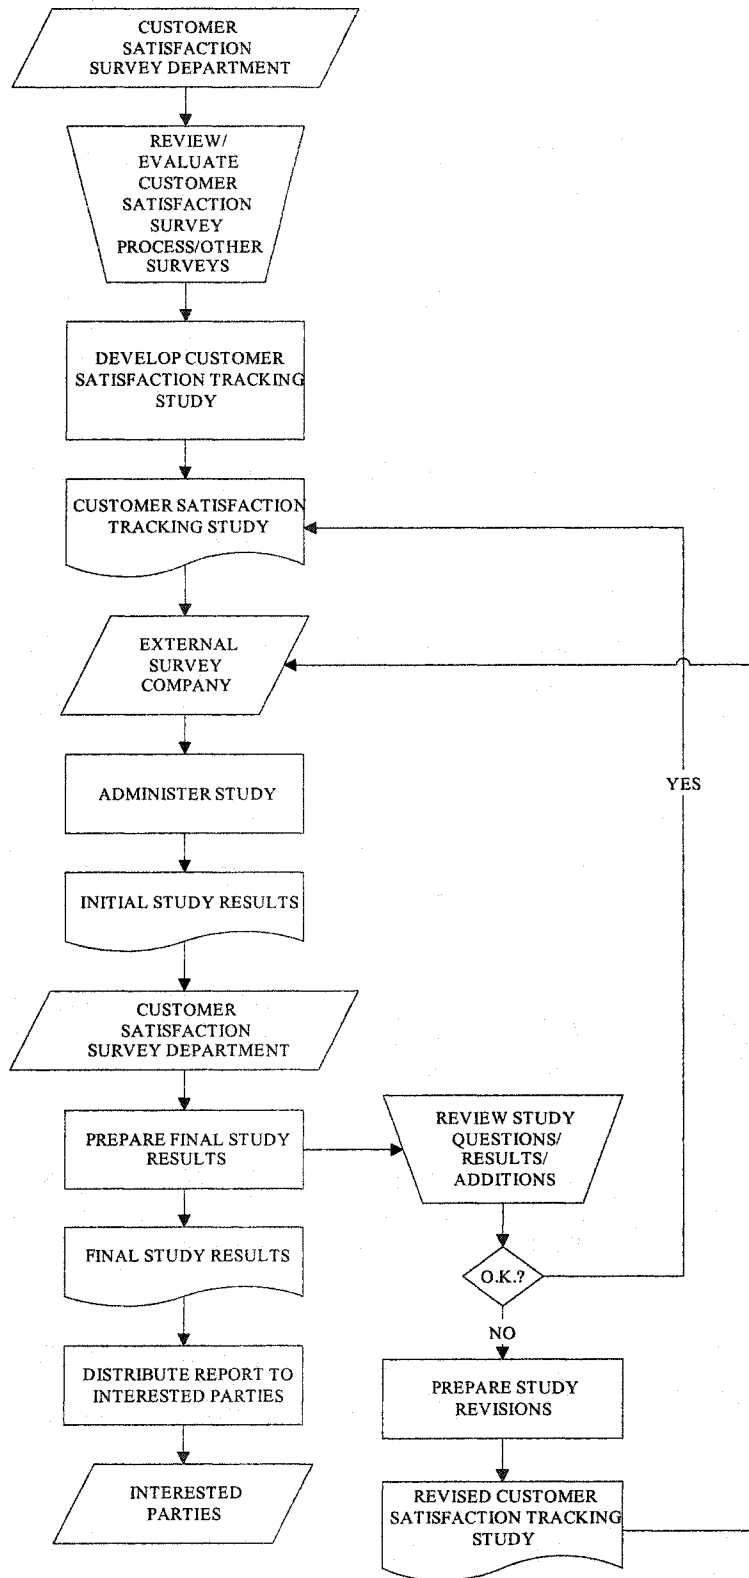 CUSTOMER
SATISFACTION
SURVEY DEPARTMENT
REVIEW/
EVALUATE
CUSTOMER
SATISFACTION
SURVEY
PROCESS/OTHER
SURVEYS
DEVELOP CUSTOMER
SATISFACTION TRACKING
STUDY
CUSTOMER SATISFACTION
TRACKING STUDY
EXTERNAL
SURVEY
COMPANY
YES
ADMINISTER STUDY
INITIAL STUDY RESULTS
CUSTOMER
SATISFACTION
SURVEY DEPARTMENT
PREPARE FINAL STUDY
RESULTS
REVIEW STUDY
QUESTIONS/
RESULTS/
ADDITIONS
FINAL STUDY RESULTS
O.K.?
NO
DISTRIBUTE REPORT TO
INTERESTED PARTIES
PREPARE STUDY
REVISIONS
INTERESTED
PARTIES
REVISED CUSTOMER
SATISFACTION TRACKING
STUDY